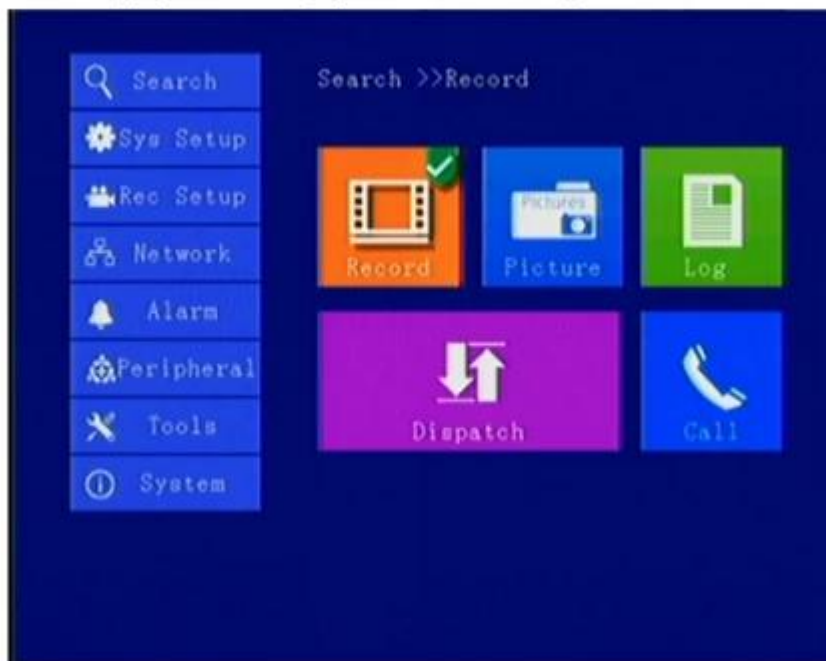 Search
Sys Setup
Rec Setup
Network
Alarm
Peripheral
Tools
System
Search >>Record
Record
Pictures
Picture
Log
Dispatch
Call